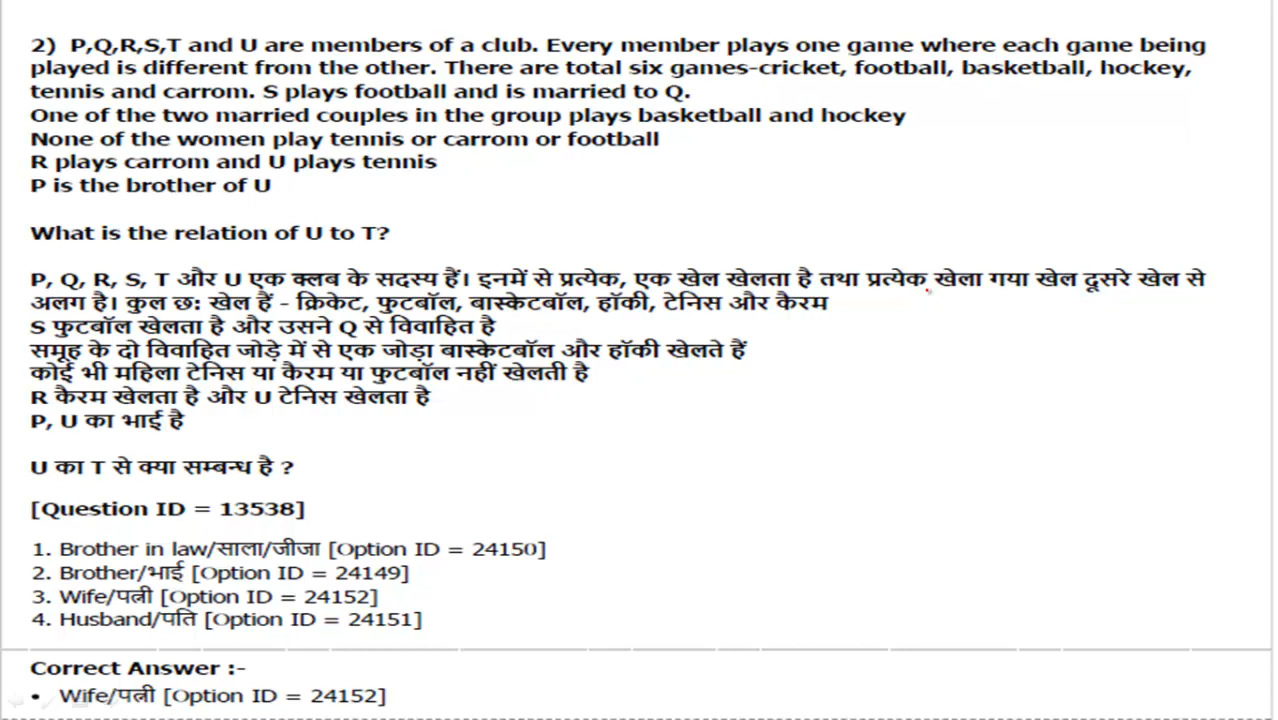 2) P,Q,R,S,T and U are members of a club. Every member plays one game where each game being
played is different from the other. There are total six games-cricket, football, basketball, hockey,
tennis and carrom. S plays football and is married to Q.
One of the two married couples in the group plays basketball and hockey
None of the women play tennis or carrom or football
R plays carrom and U plays tennis
P is the brother of U
What is the relation of U to T?
P, Q, R, S, T और U एक क्लब के सदस्य हैं। इनमें से प्रत्येक, एक खेल खेलता है तथा प्रत्येक खेला गया खेल दूसरे खेल से
अलग है। कुल छ: खेल हैं - क्रिकेट, फुटबॉल, बास्केटबॉल, हॉकी, टेनिस और कैरम
S फुटबॉल खेलता है और उसने Q से विवाहित है
समूह के दो विवाहित जोड़े में से एक जोड़ा बास्केटबॉल और हॉकी खेलते हैं
कोई भी महिला टेनिस या कैरम या फुटबॉल नहीं खेलती है
R कैरम खेलता है और U टेनिस खेलता है
P, U का भाई है
U का T से क्या सम्बन्ध है ?
[Question ID = 13538]
1. Brother in law/साला/जीजा [Option ID = 24150]
2. Brother/भाई [Option ID = 24149]
3. Wife/पत्नी [Option ID = 24152]
4. Husband/पति [Option ID = 24151]
Correct Answer :-
• Wife/पत्नी [Option ID = 24152]